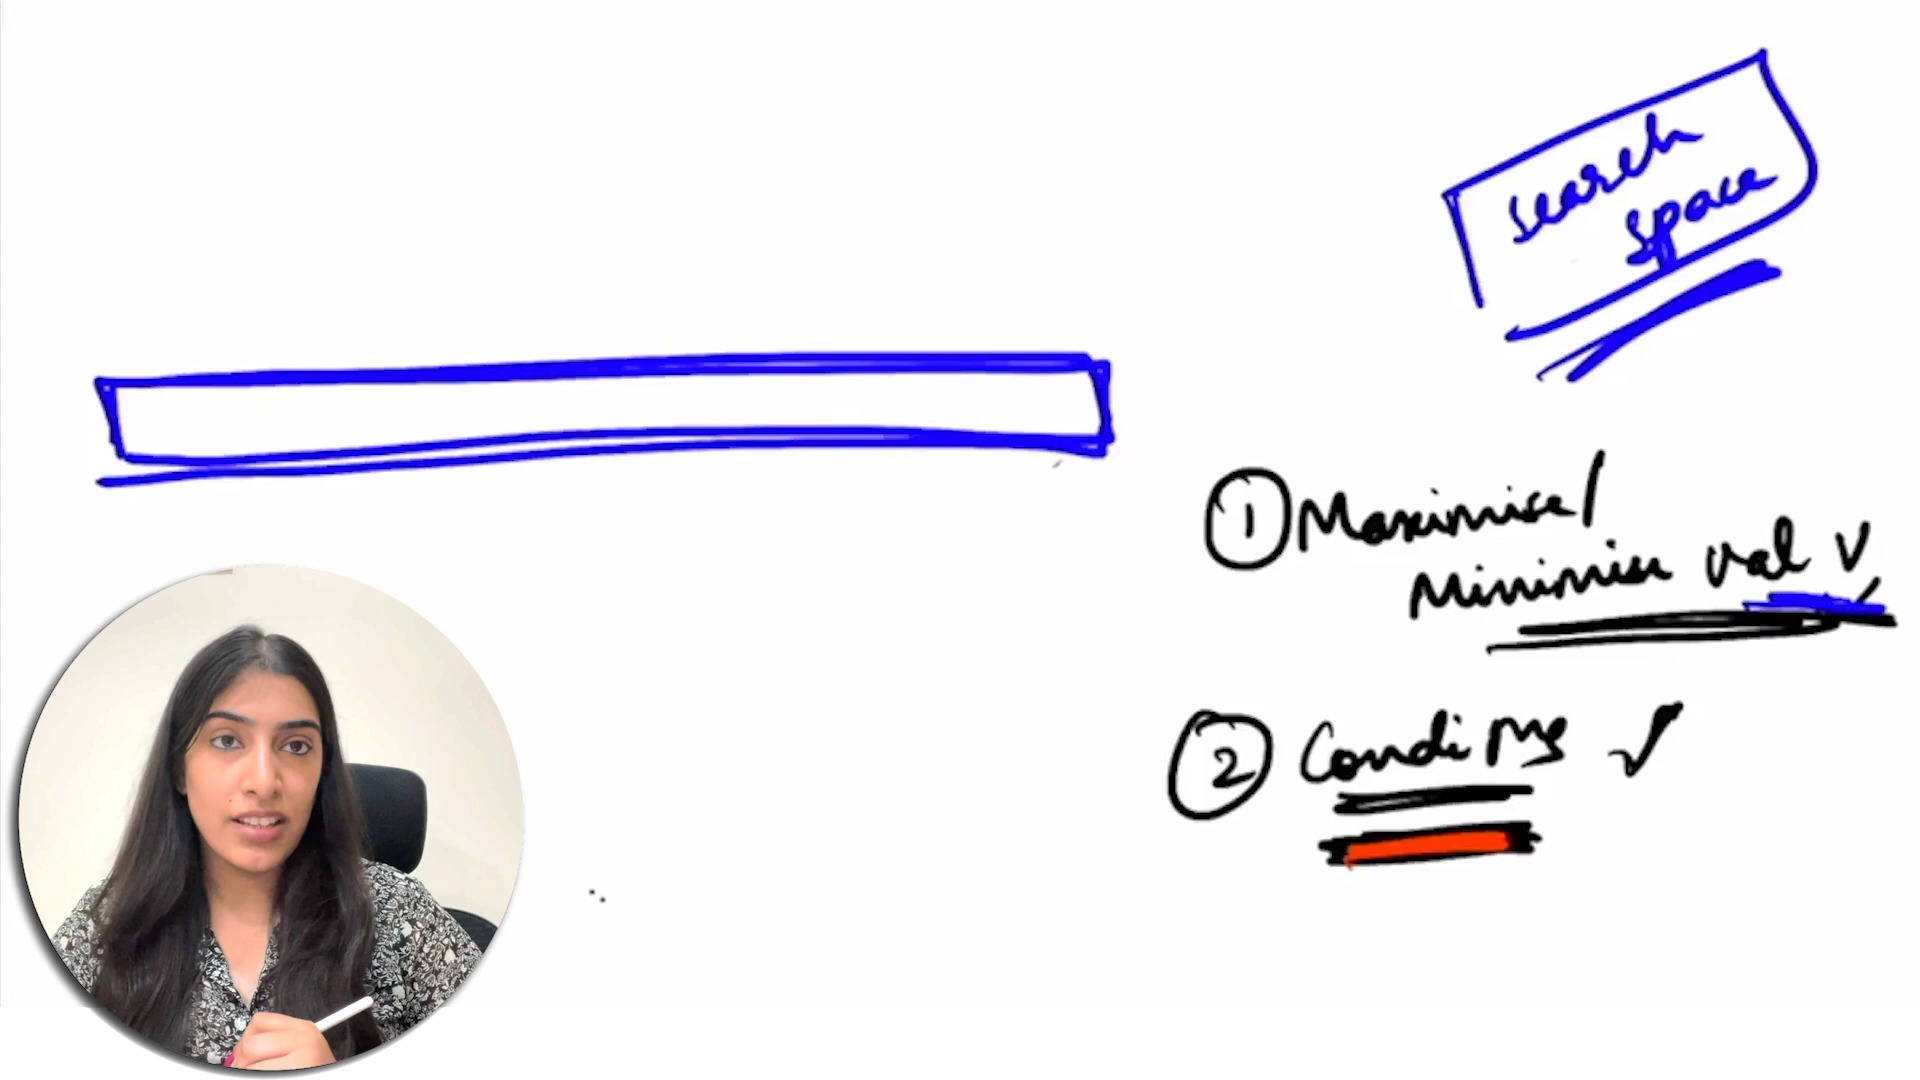 search
space
① Maximise/
Minimise val ✓
② Conditions ✓